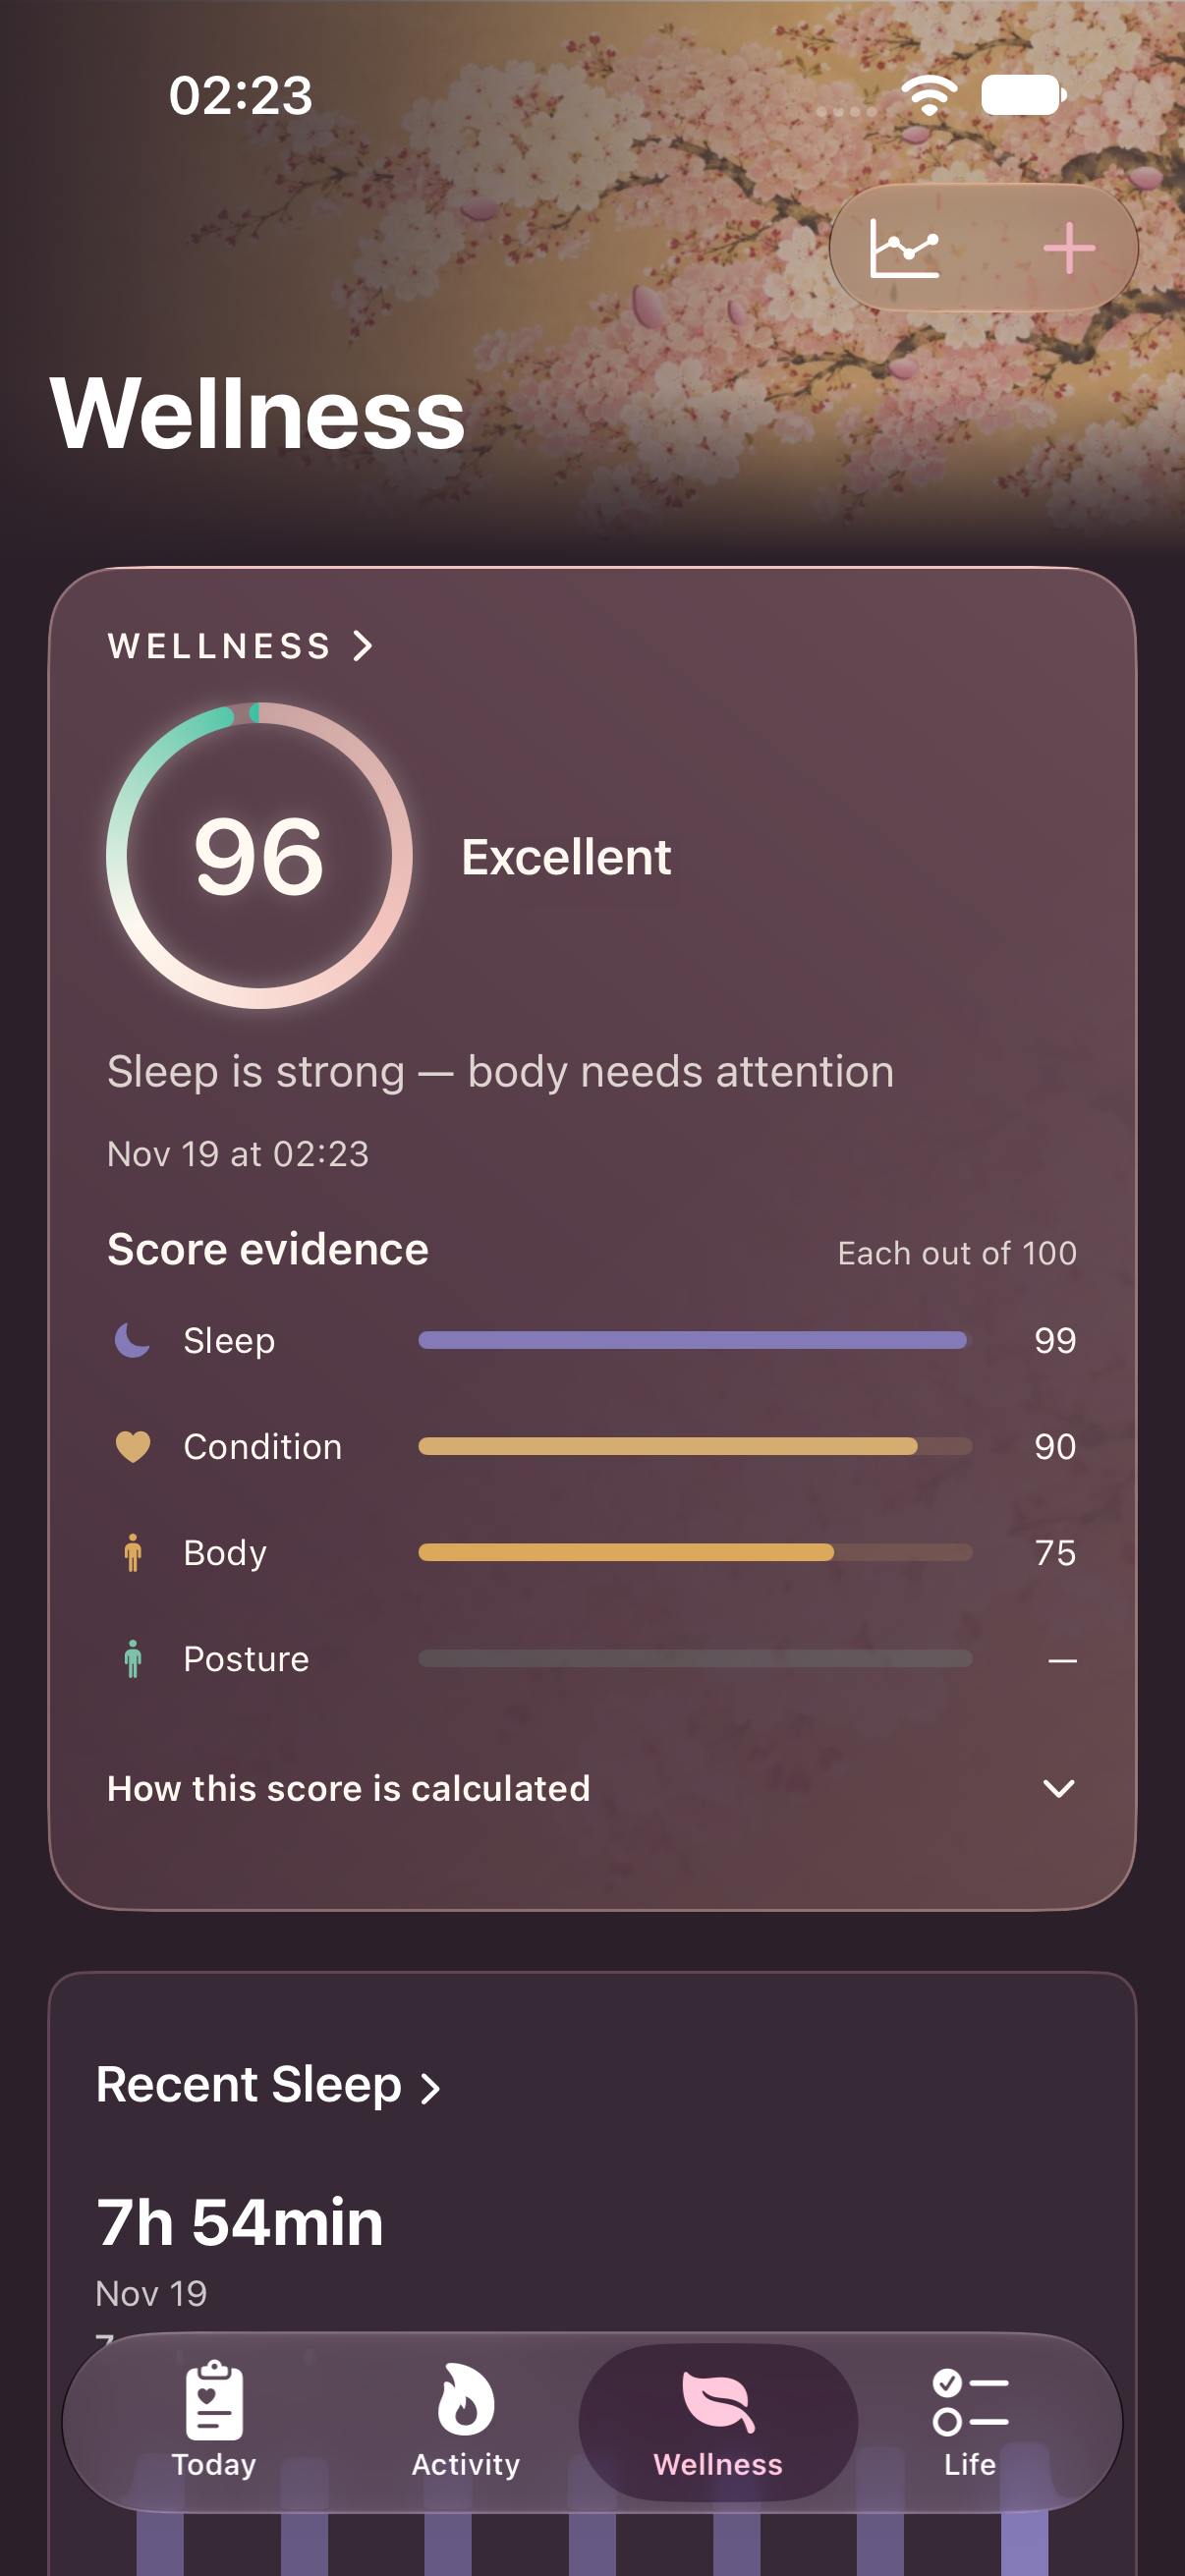 02:23
Wellness
WELLNESS
96
Excellent
Sleep is strong — body needs attention
Nov 19 at 02:23
Score evidence
Each out of 100
Sleep
99
Condition
90
Body
75
Posture
—
How this score is calculated
Recent Sleep
7h 54min
Nov 19
Today
Activity
Wellness
Life